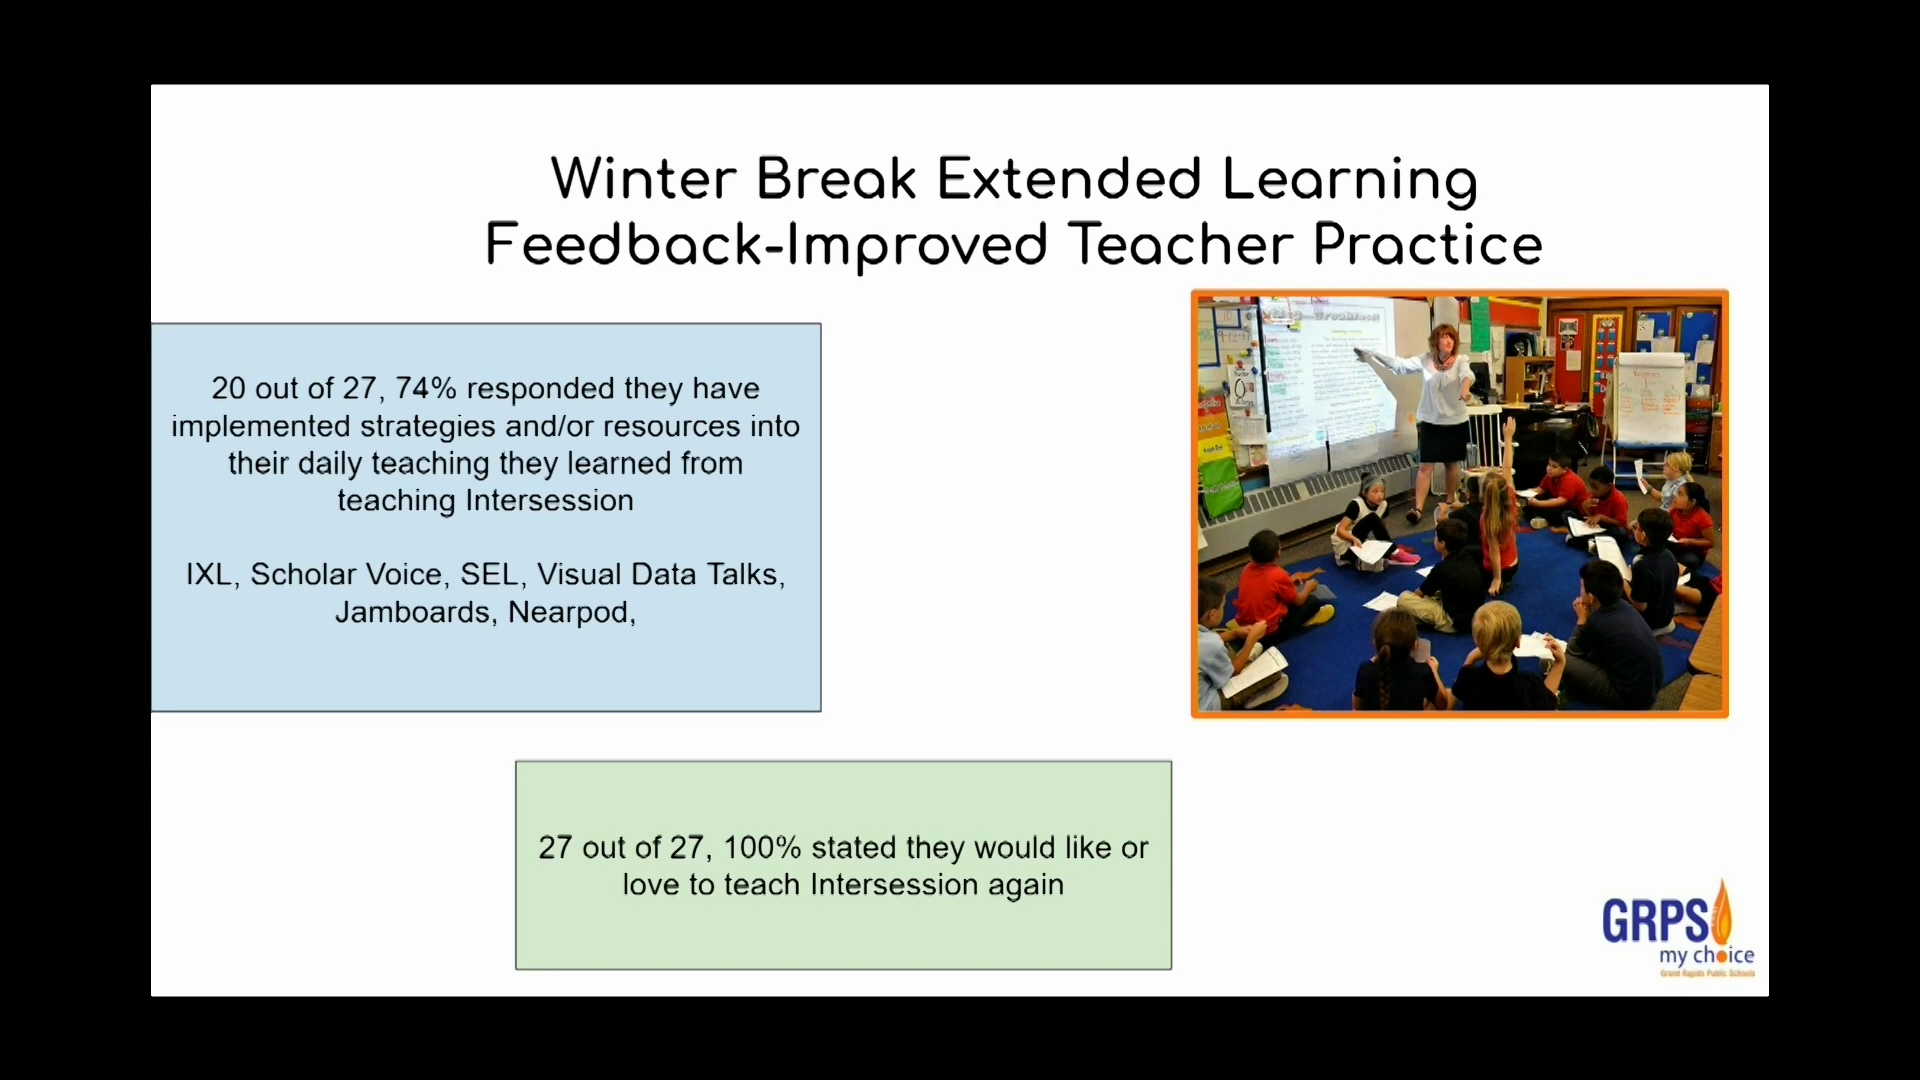 Winter Break Extended Learning
Feedback-Improved Teacher Practice
20 out of 27, 74% responded they have
implemented strategies and/or resources into
their daily teaching they learned from
teaching Intersession
IXL, Scholar Voice, SEL, Visual Data Talks,
Jamboards, Nearpod,
27 out of 27, 100% stated they would like or
love to teach Intersession again
GRPS
my choice
Grand Rapids Public Schools